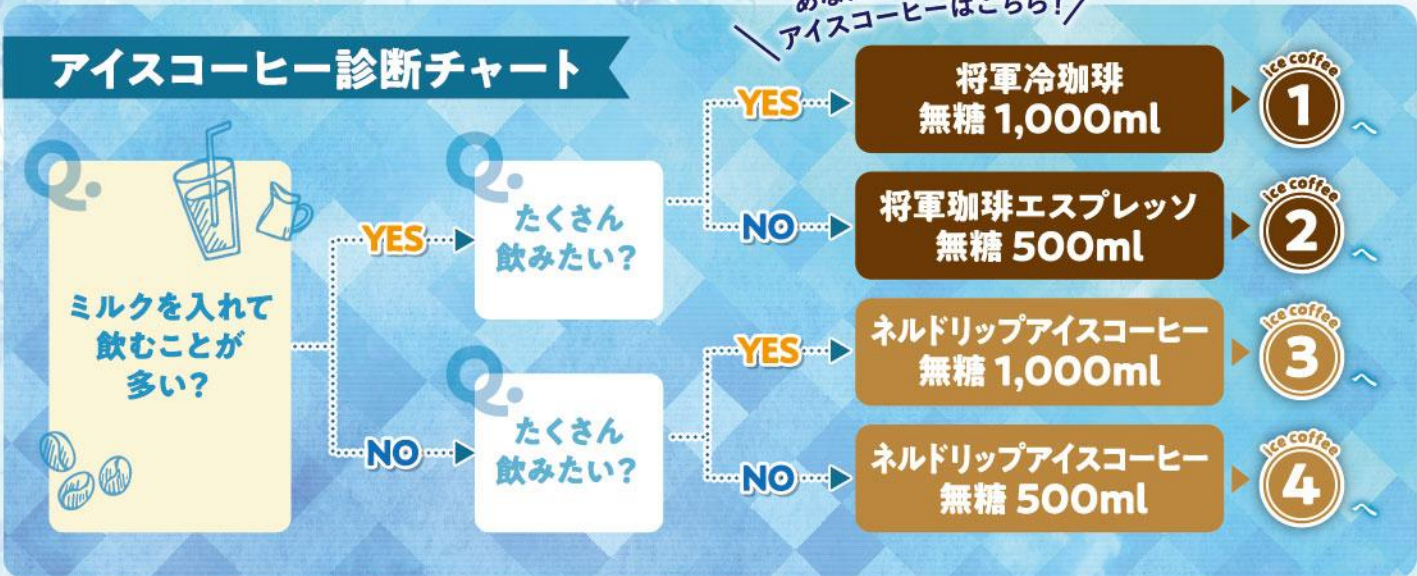 アイスコーヒーはこちら!
アイスコーヒー診断チャート
Q.
ミルクを入れて
飲むことが
多い?
YES
Q.
たくさん
飲みたい?
YES
将軍冷珈琲
無糖 1,000ml
ice coffee
1
へ
NO
将軍珈琲エスプレッソ
無糖 500ml
ice coffee
2
へ
NO
Q.
たくさん
飲みたい?
YES
ネルドリップアイスコーヒー
無糖 1,000ml
ice coffee
3
へ
NO
ネルドリップアイスコーヒー
無糖 500ml
ice coffee
4
へ